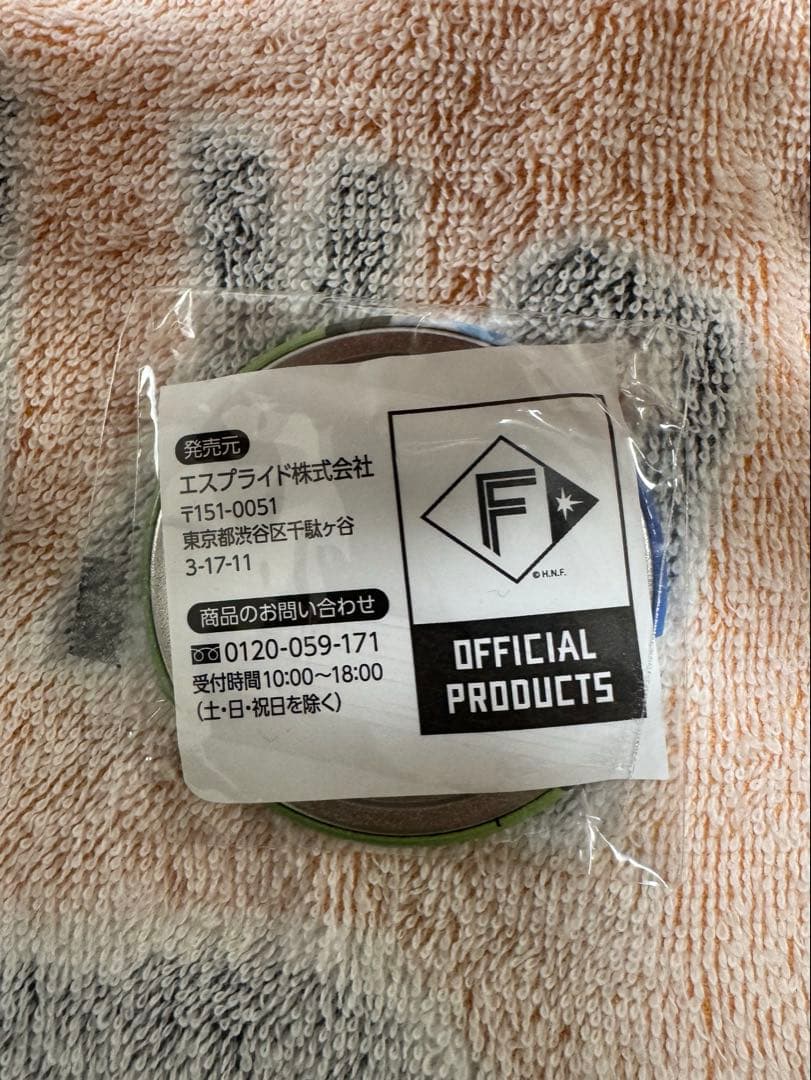 発売元
エスプライド株式会社
〒151-0051
東京都渋谷区千駄ヶ谷
3-17-11
商品のお問い合わせ
0120-059-171
受付時間10:00～18:00
(土・日・祝日を除く)
F
© H.N.F.
OFFICIAL
PRODUCTS